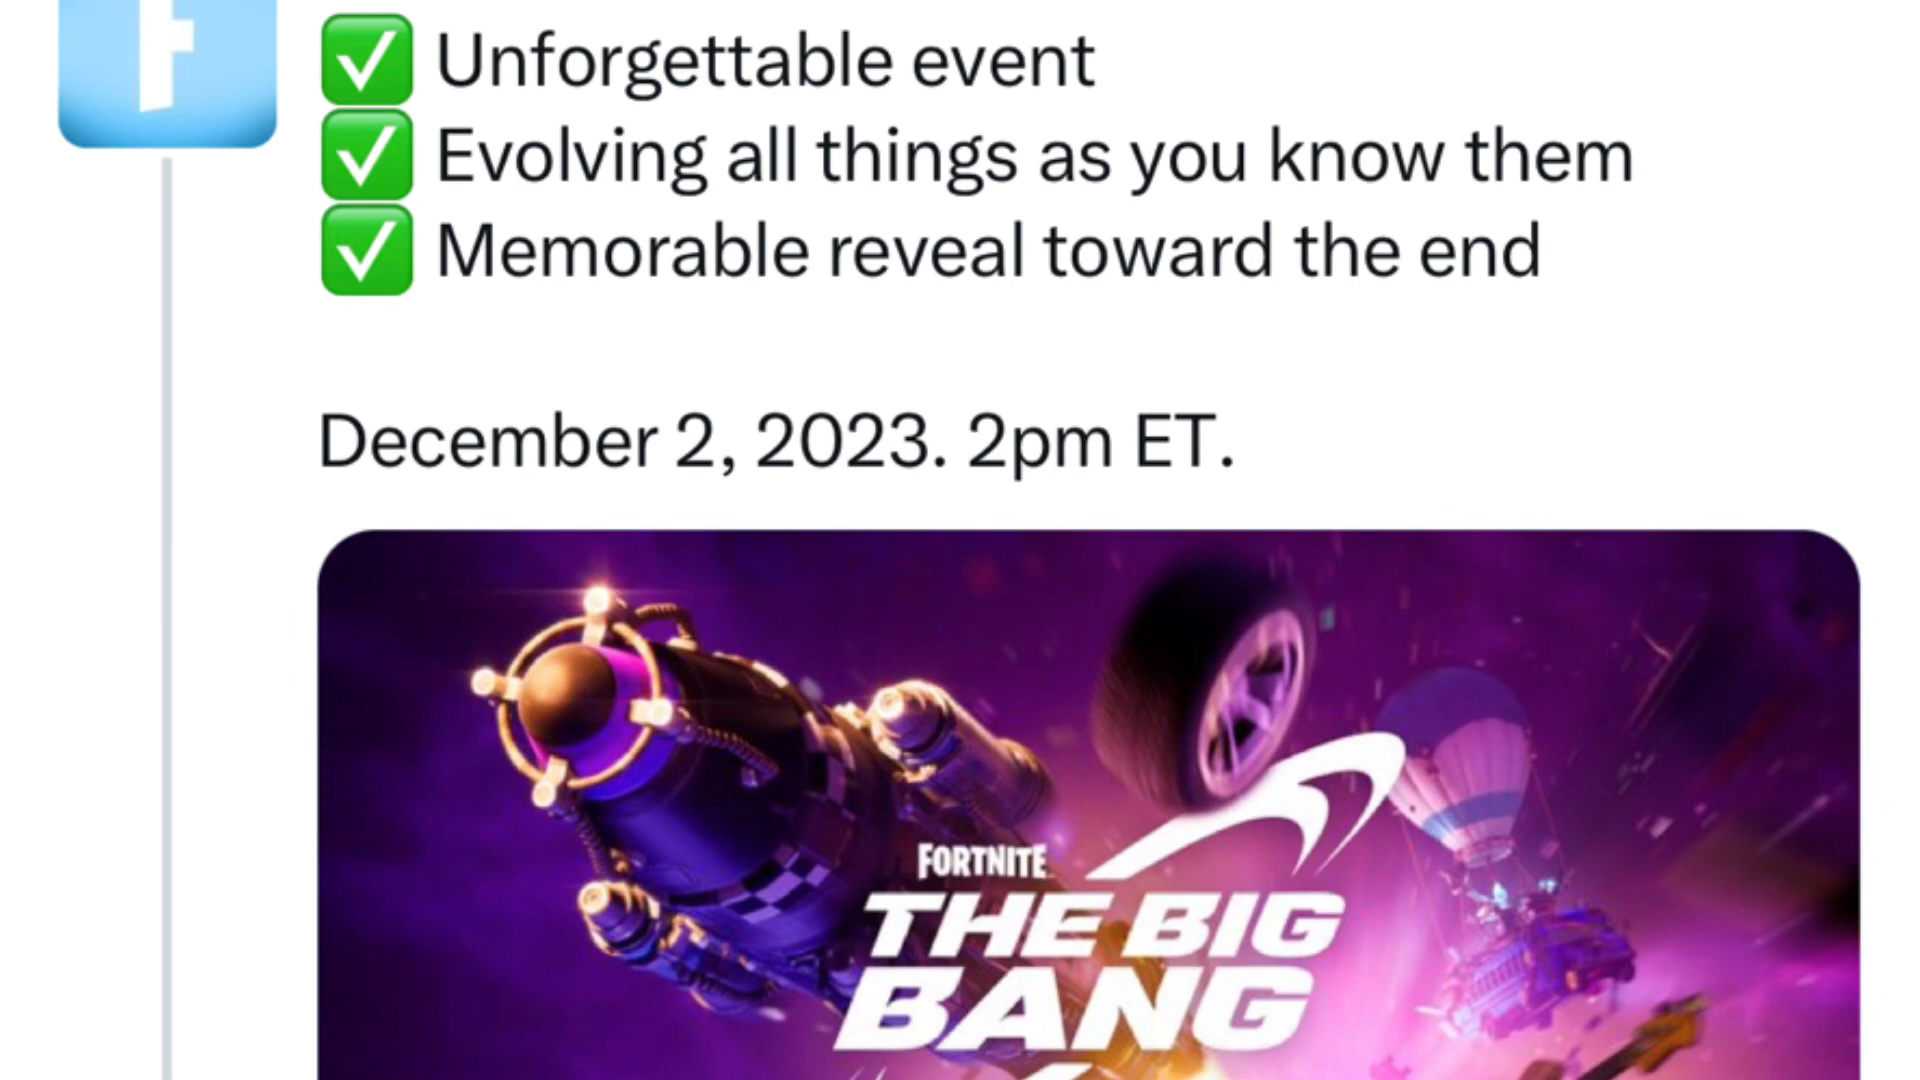 ✅ Unforgettable event
✅ Evolving all things as you know them
✅ Memorable reveal toward the end
December 2, 2023. 2pm ET.
FORTNITE
THE BIG
BANG